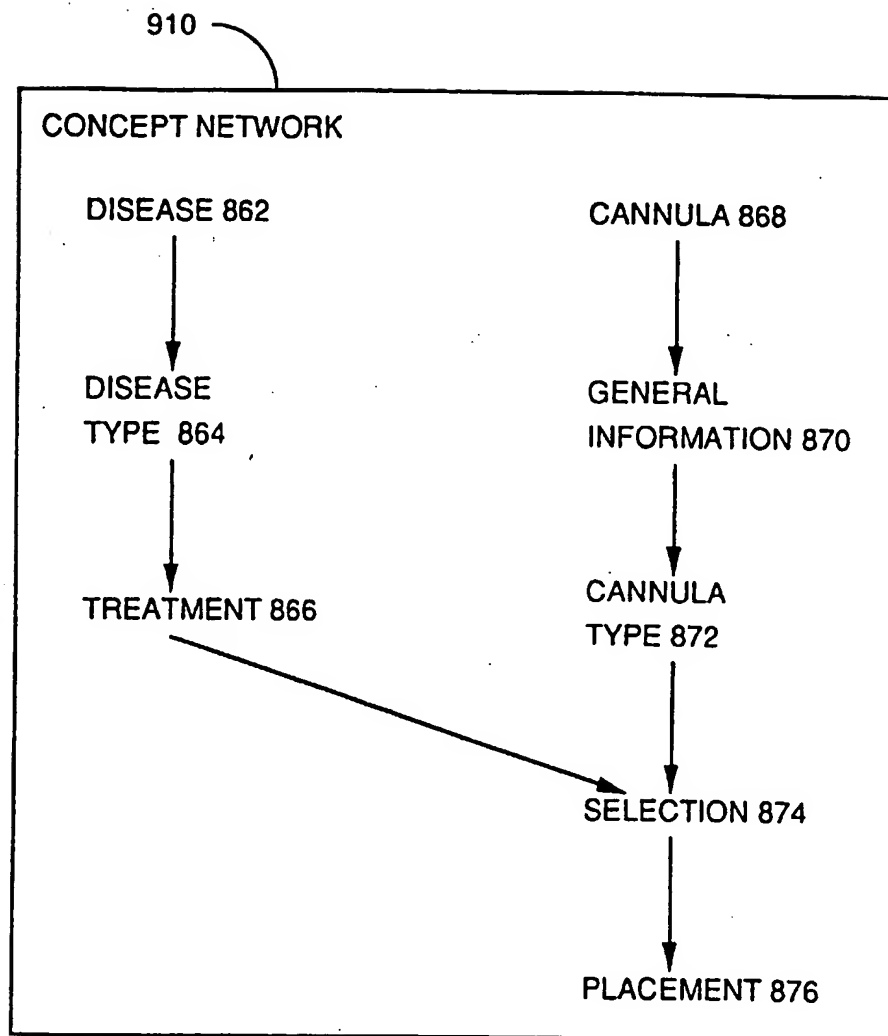 910
CONCEPT NETWORK
DISEASE 862
CANNULA 868
DISEASE
TYPE 864
GENERAL
INFORMATION 870
TREATMENT 866
CANNULA
TYPE 872
SELECTION 874
PLACEMENT 876